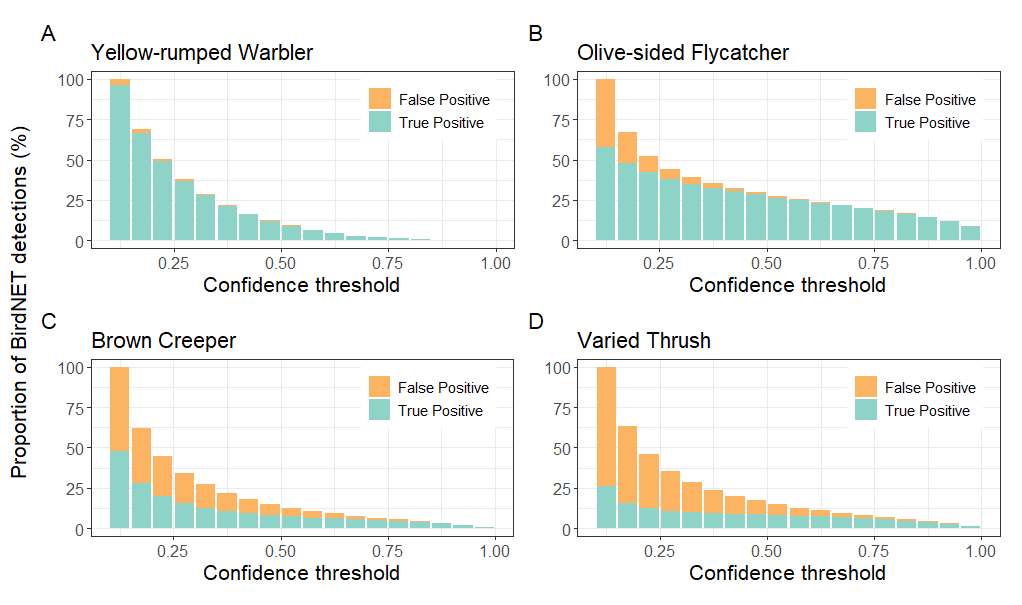 A
Yellow-rumped Warbler
100
75
50
25
0
False Positive
True Positive
0.25
0.50
0.75
1.00
Confidence threshold
B
Olive-sided Flycatcher
100
75
50
25
0
False Positive
True Positive
0.25
0.50
0.75
1.00
Confidence threshold
Proportion of BirdNET detections (%)
C
Brown Creeper
100
75
50
25
0
False Positive
True Positive
0.25
0.50
0.75
1.00
Confidence threshold
D
Varied Thrush
100
75
50
25
0
False Positive
True Positive
0.25
0.50
0.75
1.00
Confidence threshold